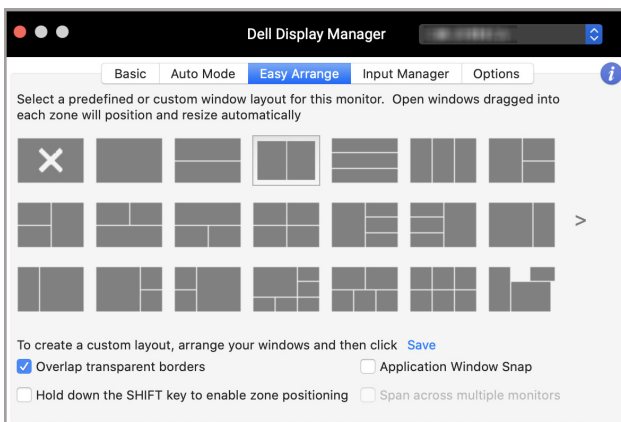 Dell Display Manager
Basic Auto Mode Easy Arrange Input Manager Options
Select a predefined or custom window layout for this monitor. Open windows dragged into
each zone will position and resize automatically
>
To create a custom layout, arrange your windows and then click Save
Overlap transparent borders Application Window Snap
Hold down the SHIFT key to enable zone positioning Span across multiple monitors